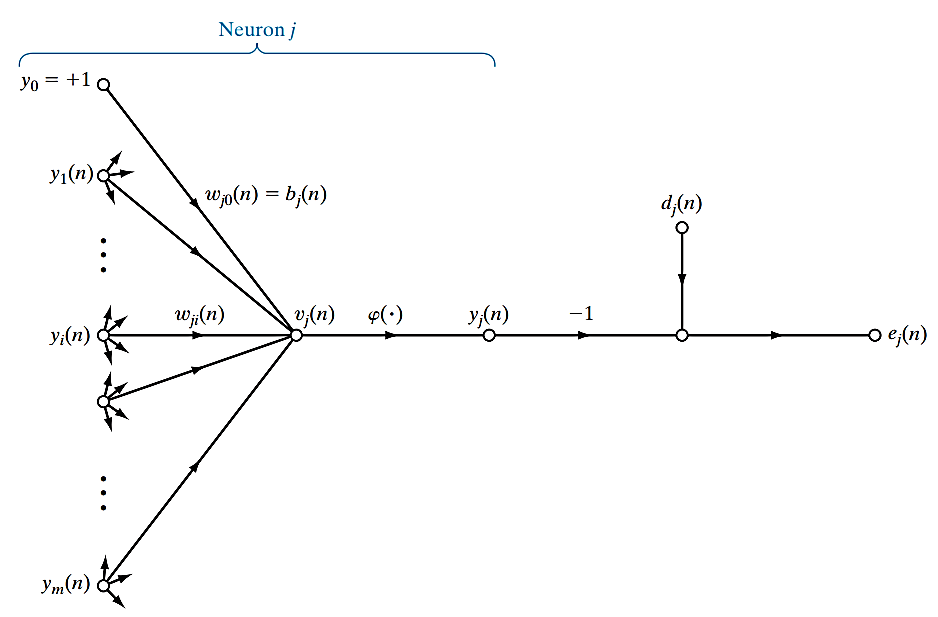 Neuron j
y₀ = +1
y₁(n)
wⱼ₀(n) = bⱼ(n)
dⱼ(n)
yᵢ(n)
wⱼᵢ(n)
vⱼ(n)
φ(·)
yⱼ(n)
−1
eⱼ(n)
yₘ(n)